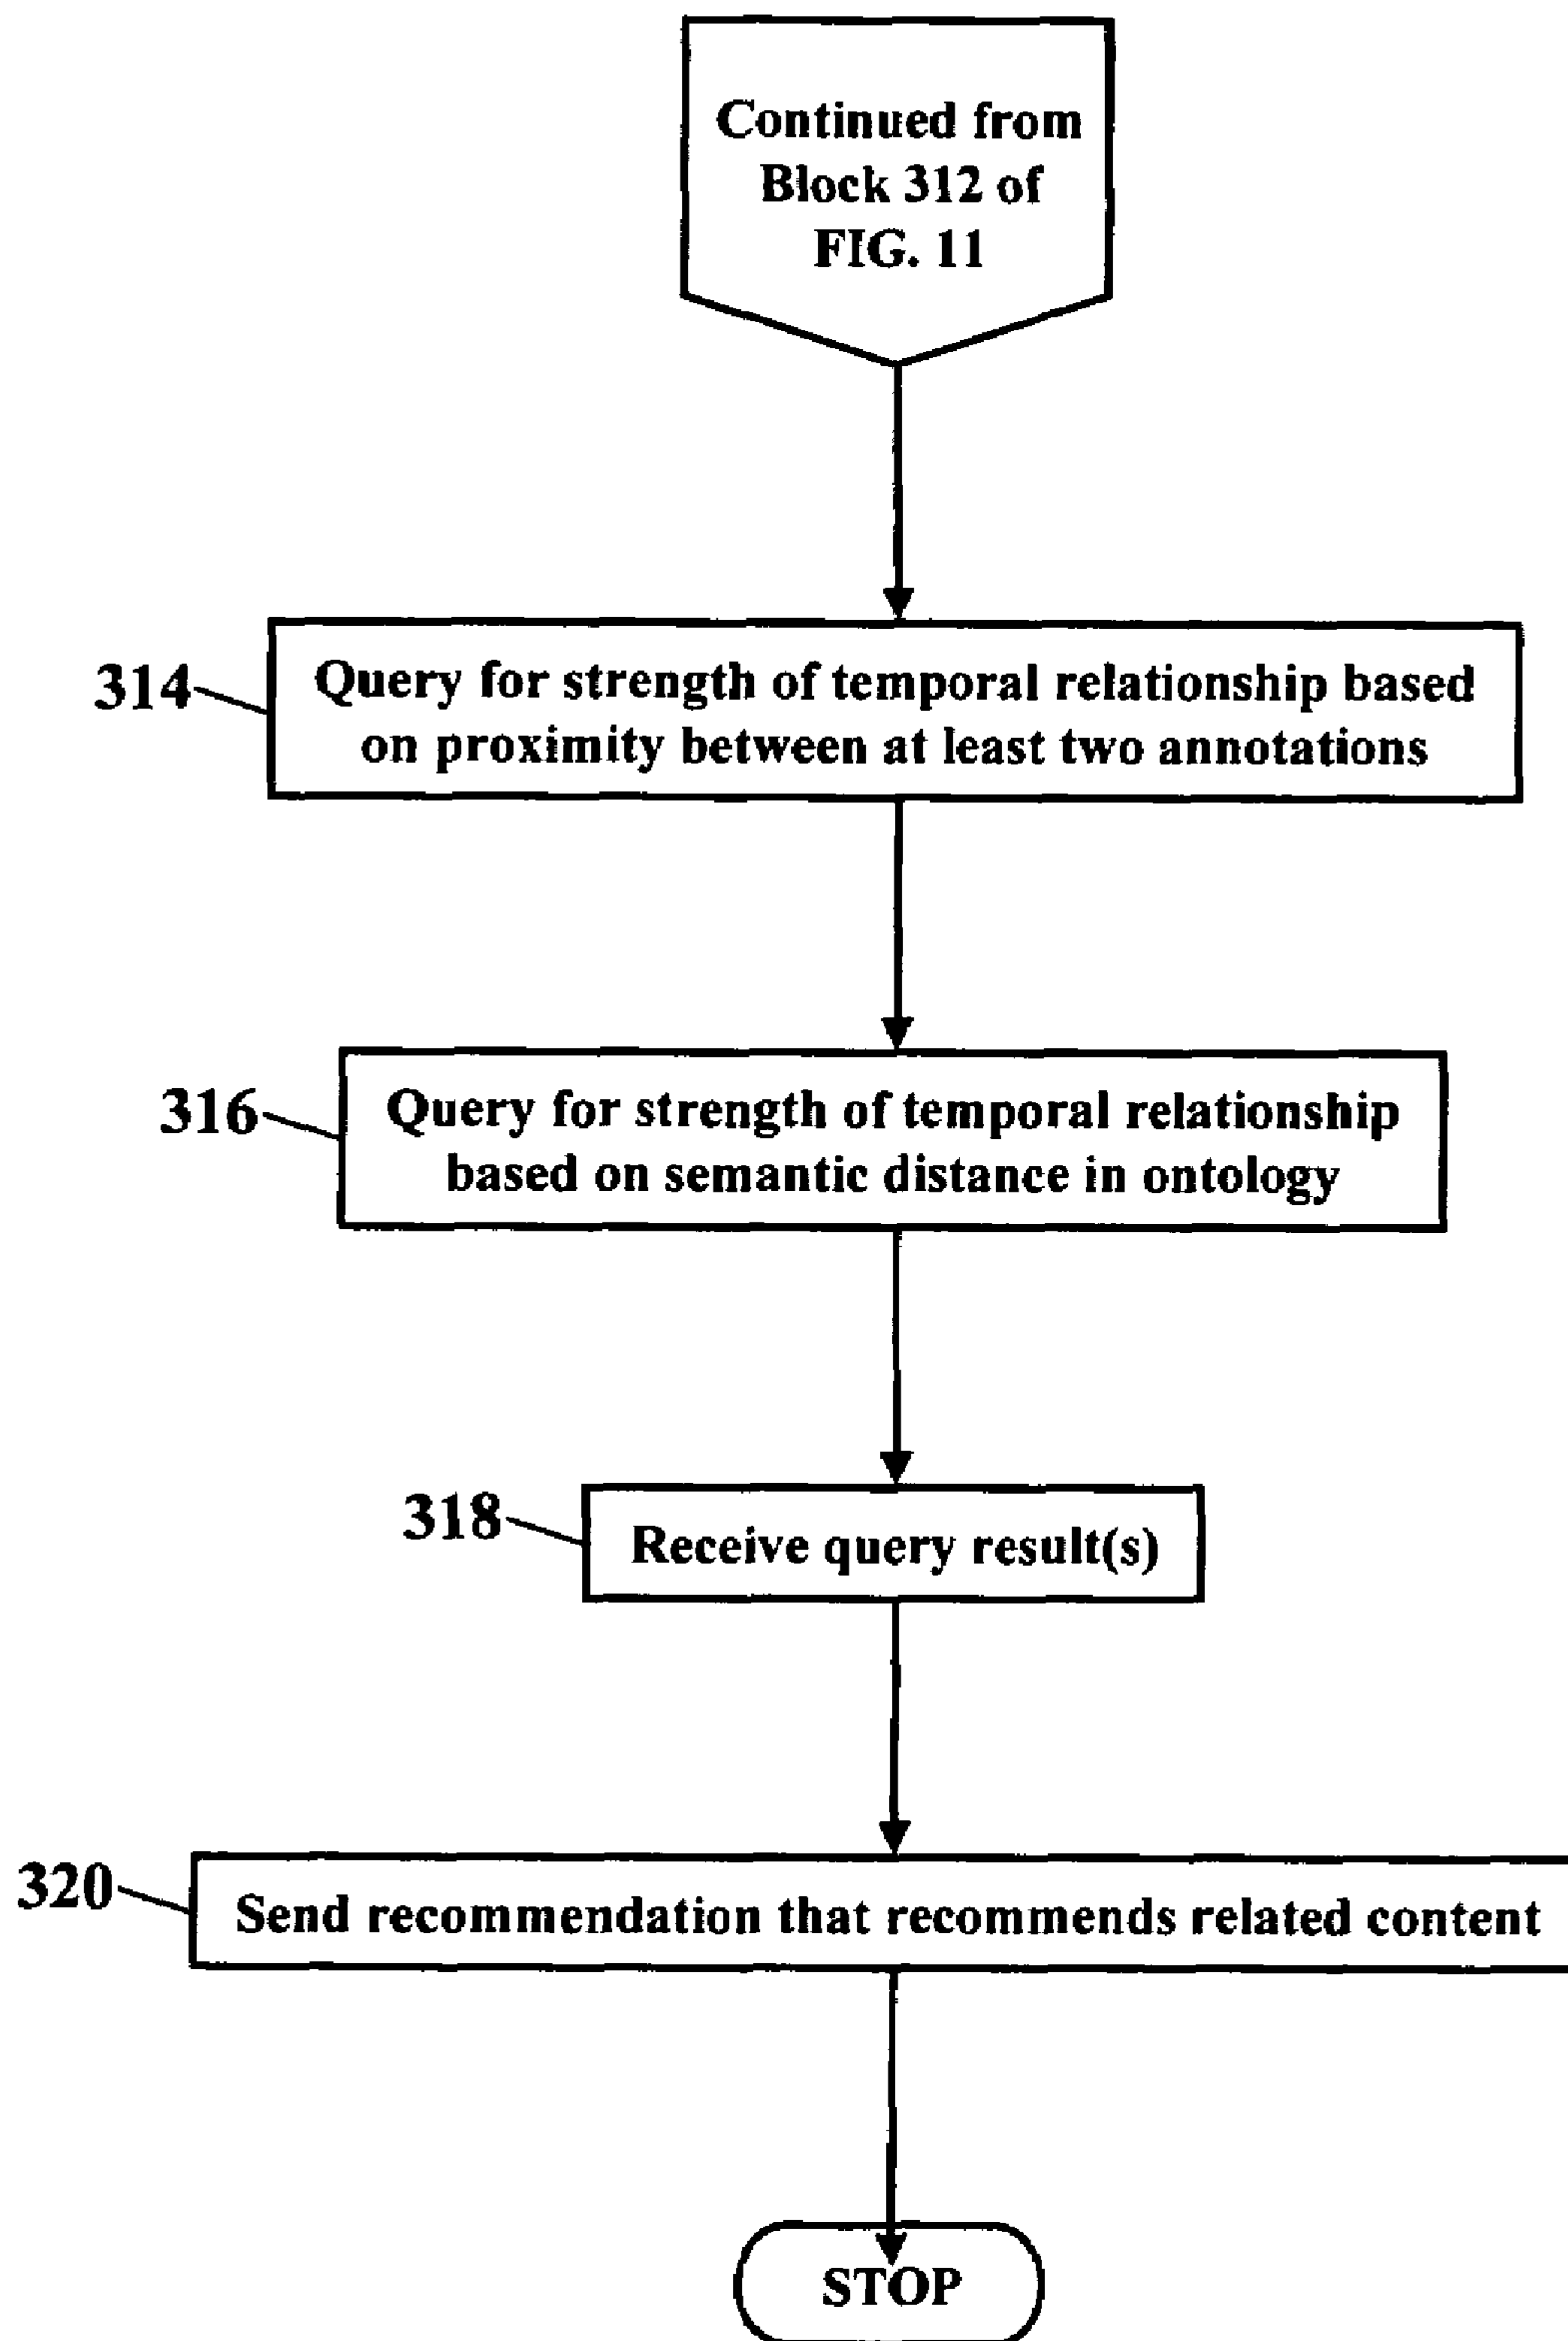 Continued from
Block 312 of
FIG. 11
314
Query for strength of temporal relationship based
on proximity between at least two annotations
316
Query for strength of temporal relationship
based on semantic distance in ontology
318
Receive query result(s)
320
Send recommendation that recommends related content
STOP